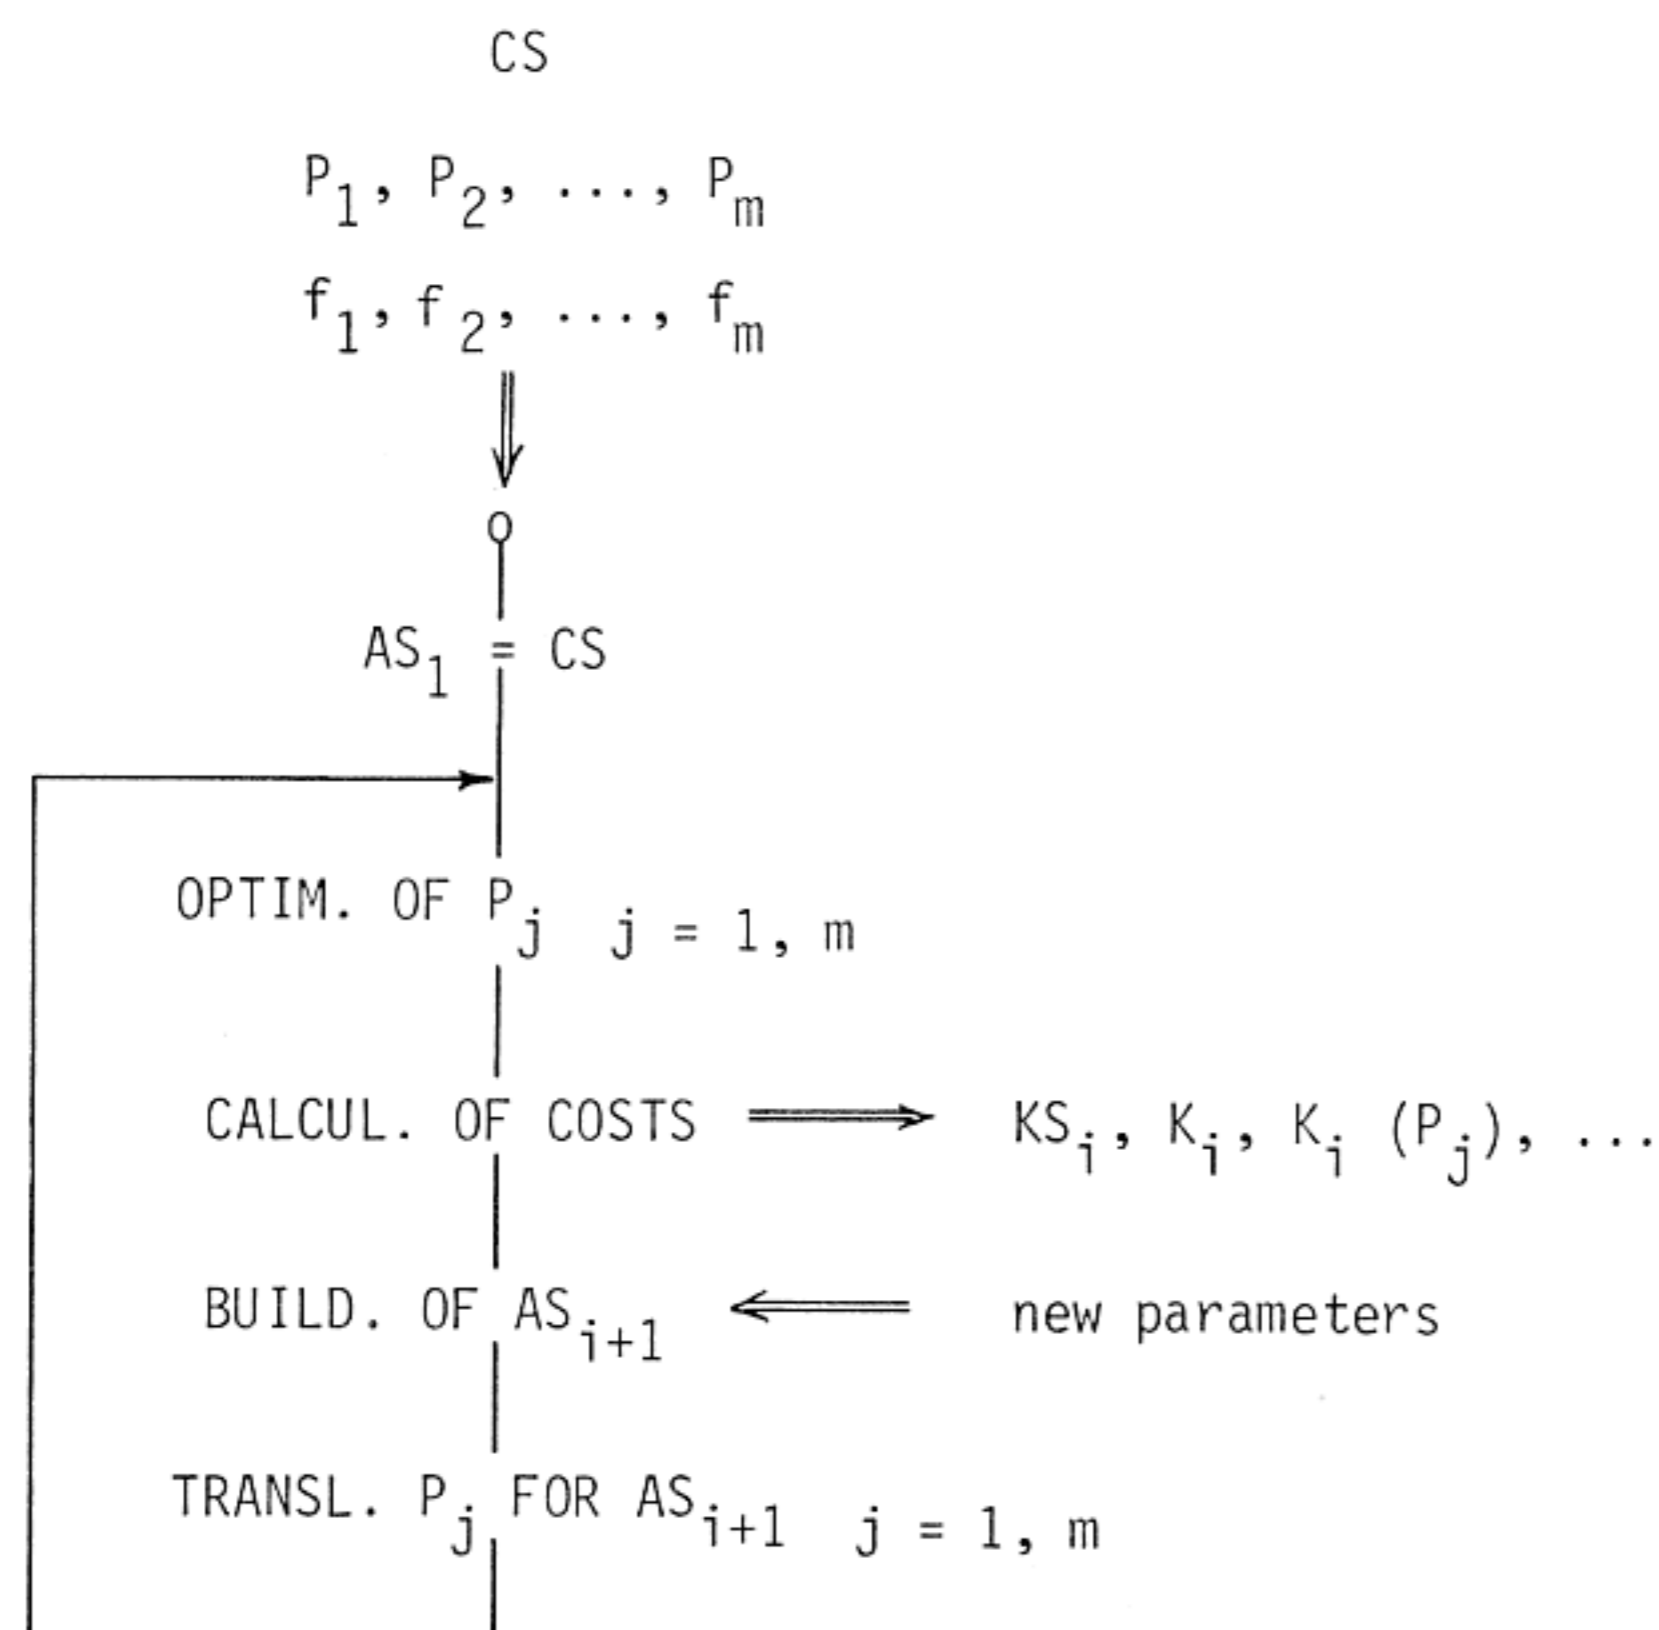 CS
P1, P2, ..., Pm
f1, f2, ..., fm
o
AS1 = CS
OPTIM. OF Pj j = 1, m
CALCUL. OF COSTS KSi, Ki, Ki (Pj), ...
BUILD. OF ASi+1 new parameters
TRANSL. Pj FOR ASi+1 j = 1, m